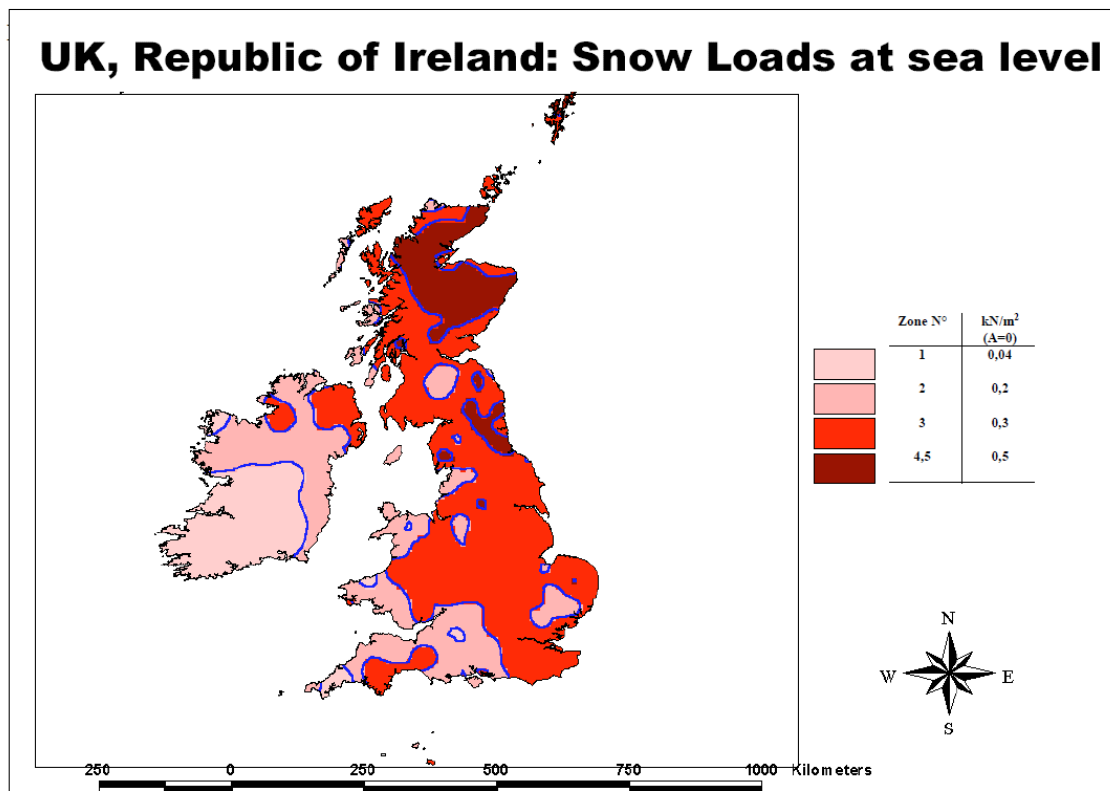 UK, Republic of Ireland: Snow Loads at sea level
Zone N° kN/m²
(A=0)
1 0,04
2 0,2
3 0,3
4,5 0,5
N
W E
S
250 0 250 500 750 1000 Kilometers